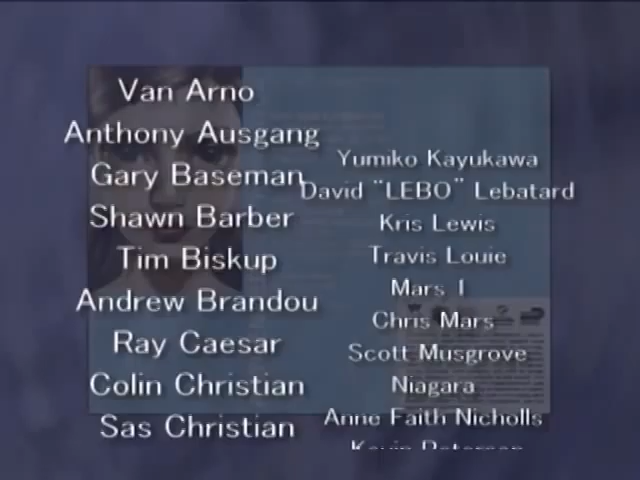 Van Arno
Anthony Ausgang
Gary Baseman
Shawn Barber
Tim Biskup
Andrew Brandou
Ray Caesar
Colin Christian
Sas Christian
Yumiko Kayukawa
David "LEBO" Lebatard
Kris Lewis
Travis Louie
Mars 1
Chris Mars
Scott Musgrove
Niagara
Anne Faith Nicholls